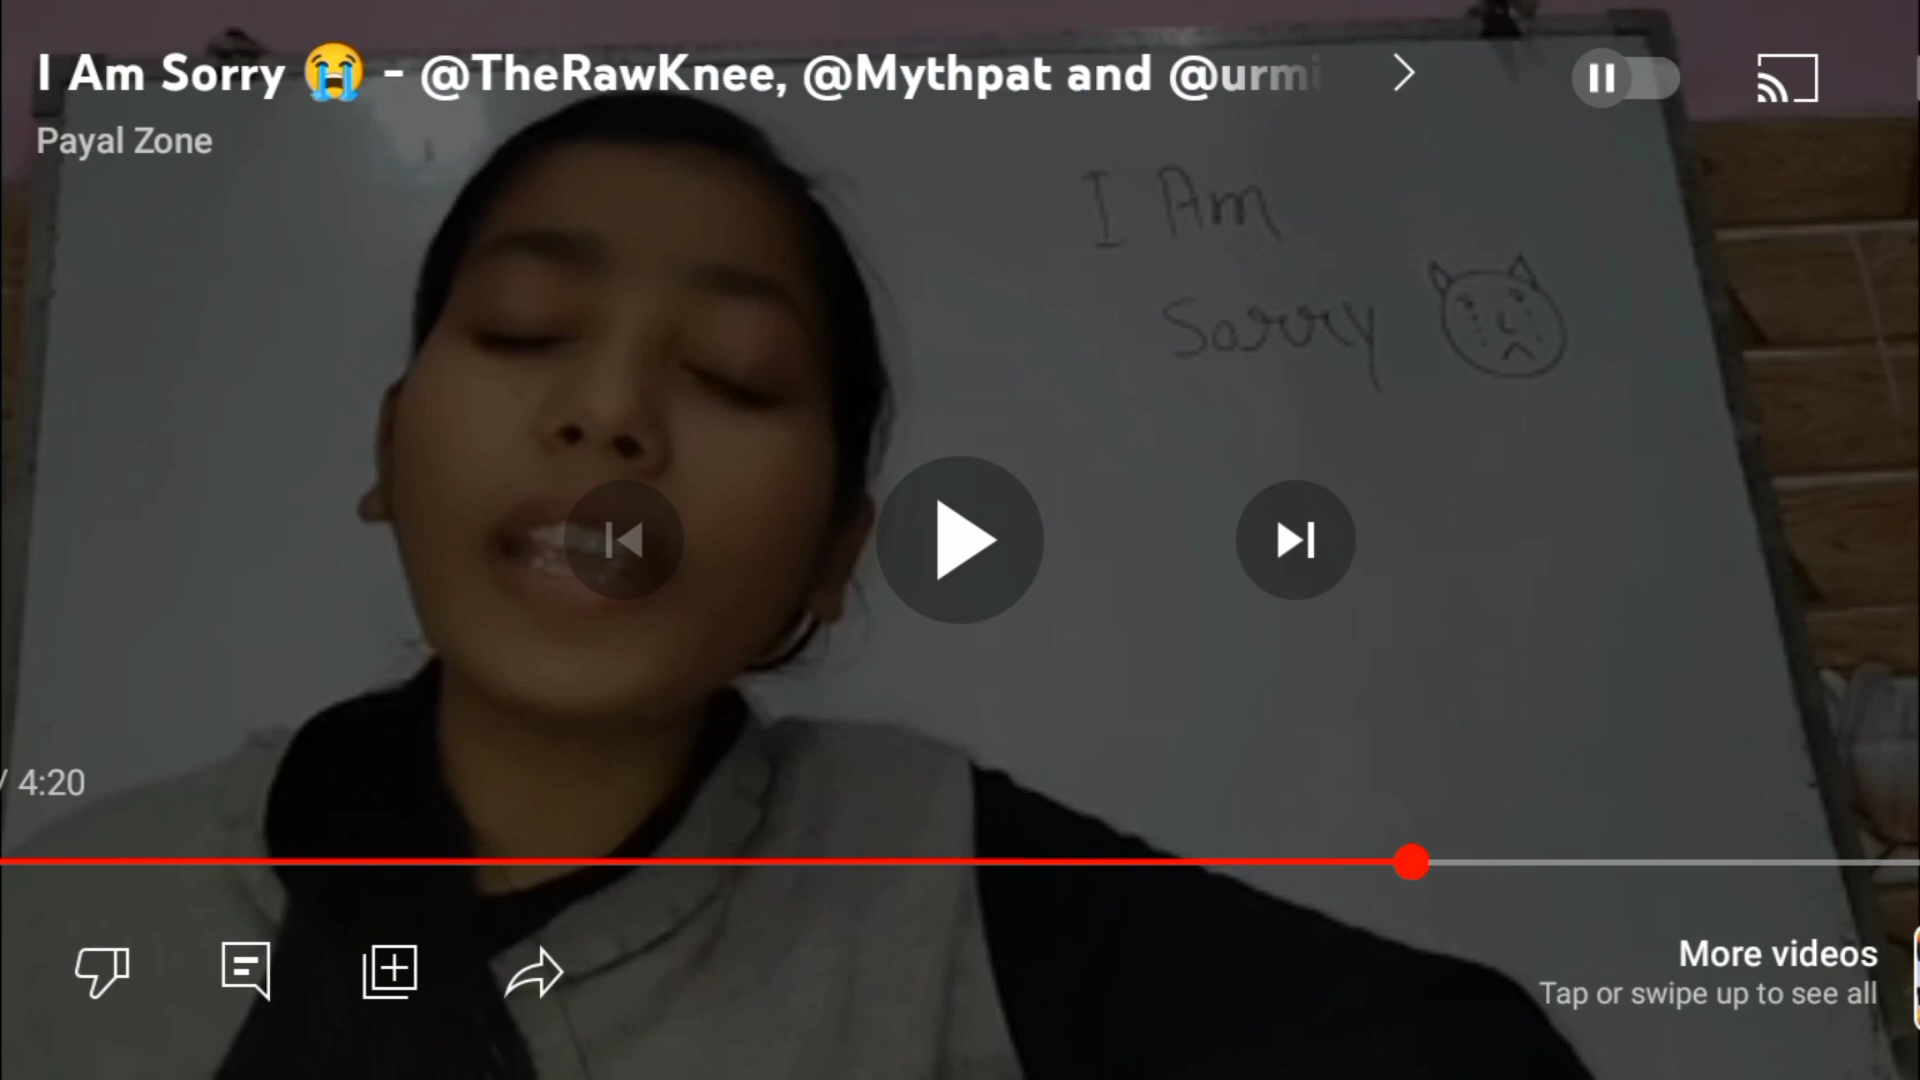 I Am Sorry 😭 - @TheRawKnee, @Mythpat and @urmi
Payal Zone
I Am
Sorry
/ 4:20
More videos
Tap or swipe up to see all